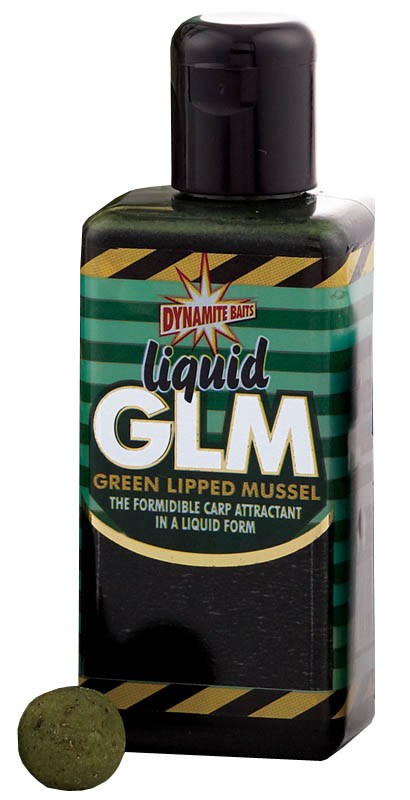 DYNAMITE BAITS
liquid
GLM
GREEN LIPPED MUSSEL
THE FORMIDIBLE CARP ATTRACTANT
IN A LIQUID FORM